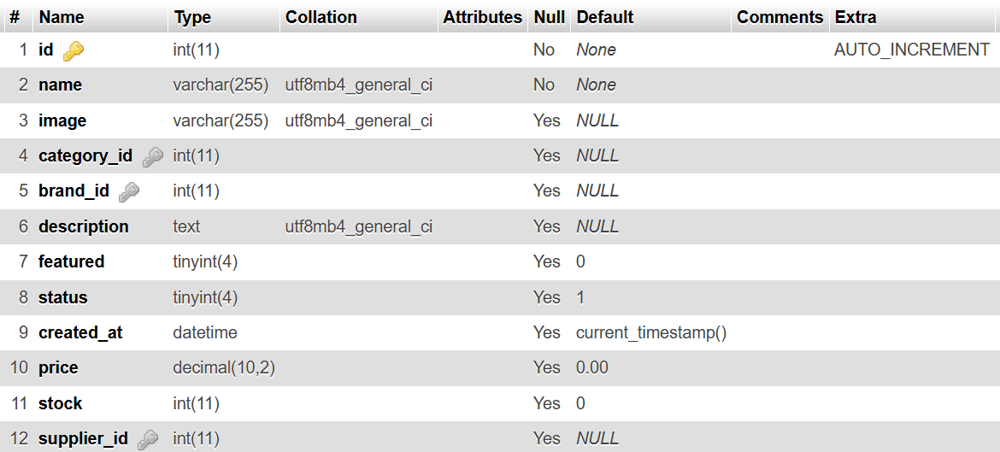 # Name Type Collation Attributes Null Default Comments Extra
1 id int(11) No None AUTO_INCREMENT
2 name varchar(255) utf8mb4_general_ci No None
3 image varchar(255) utf8mb4_general_ci Yes NULL
4 category_id int(11) Yes NULL
5 brand_id int(11) Yes NULL
6 description text utf8mb4_general_ci Yes NULL
7 featured tinyint(4) Yes 0
8 status tinyint(4) Yes 1
9 created_at datetime Yes current_timestamp()
10 price decimal(10,2) Yes 0.00
11 stock int(11) Yes 0
12 supplier_id int(11) Yes NULL